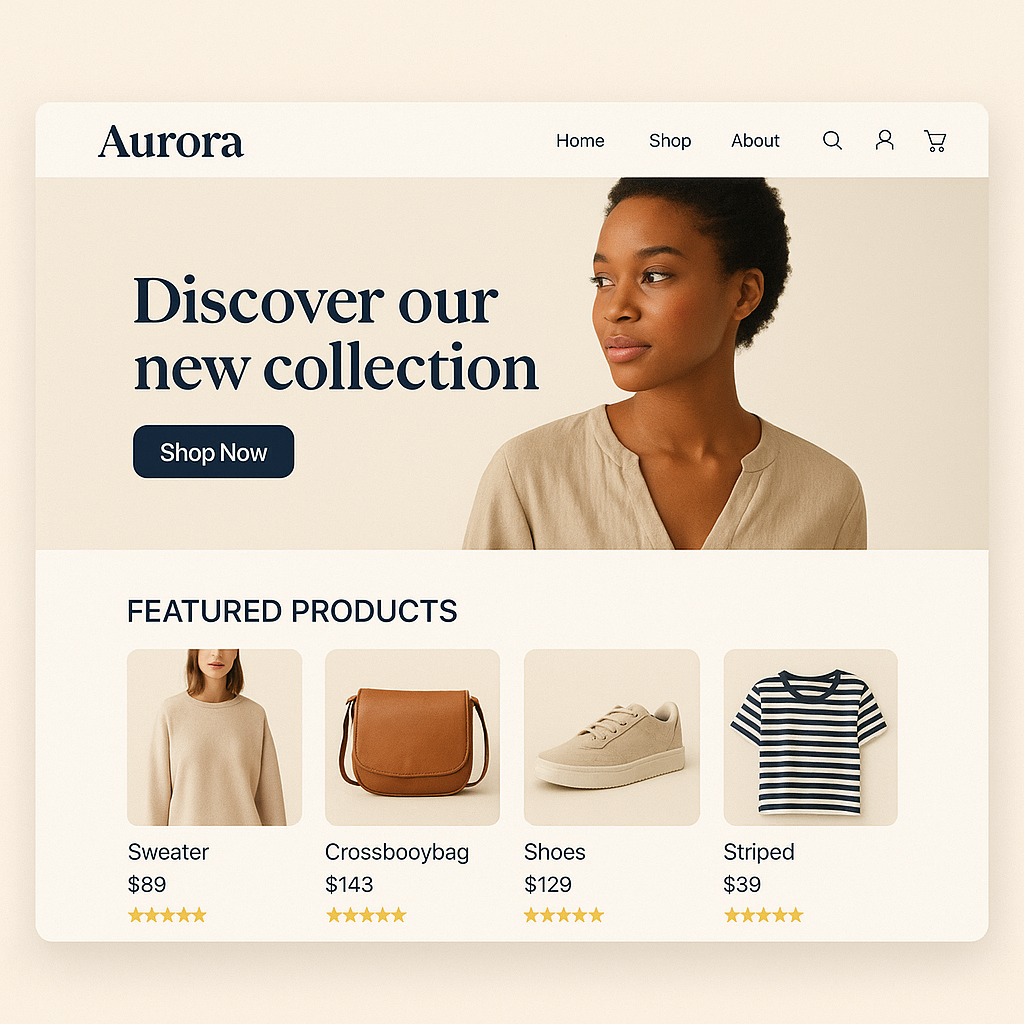 Aurora
Home Shop About
Discover our
new collection
Shop Now
FEATURED PRODUCTS
Sweater
$89
Crossbooybag
$143
Shoes
$129
Striped
$39